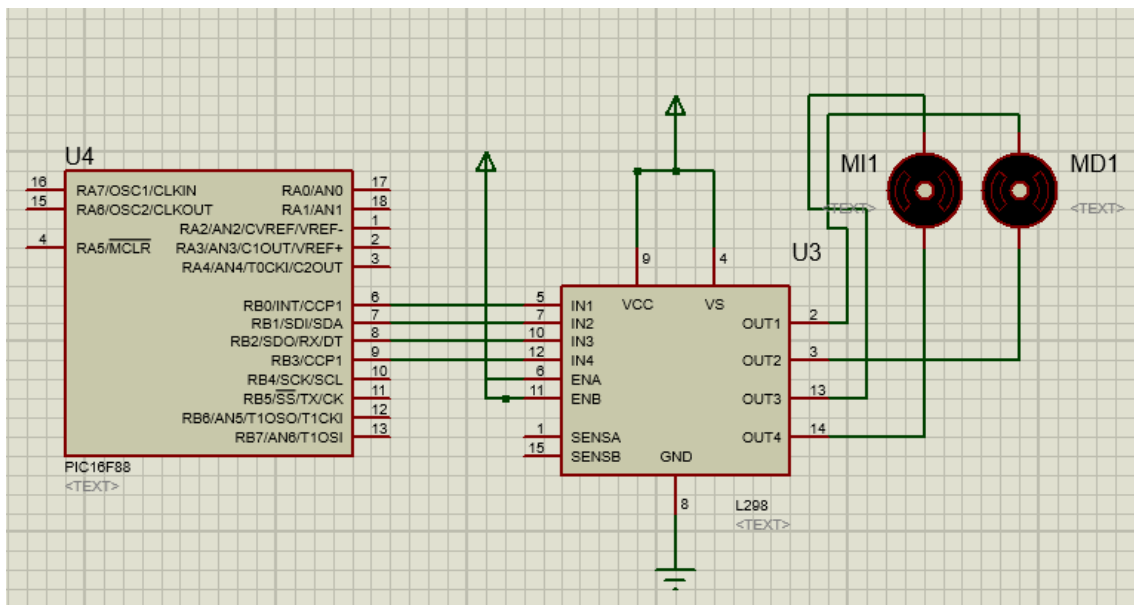 U4
16 RA7/OSC1/CLKIN RA0/AN0 17
15 RA6/OSC2/CLKOUT RA1/AN1 18
RA2/AN2/CVREF/VREF- 1
4 RA5/MCLR RA3/AN3/C1OUT/VREF+ 2
RA4/AN4/T0CKI/C2OUT 3
RB0/INT/CCP1 6
RB1/SDI/SDA 7
RB2/SDO/RX/DT 8
RB3/CCP1 9
RB4/SCK/SCL 10
RB5/SS/TX/CK 11
RB6/AN5/T1OSO/T1CKI 12
RB7/AN6/T1OSI 13
PIC16F88
<TEXT>
U3
9 4
VCC VS
5 IN1
7 IN2 OUT1 2
10 IN3
12 IN4 OUT2 3
6 ENA
11 ENB OUT3 13
1 SENSA OUT4 14
15 SENSB GND
8
L298
<TEXT>
MI1
<TEXT>
MD1
<TEXT>